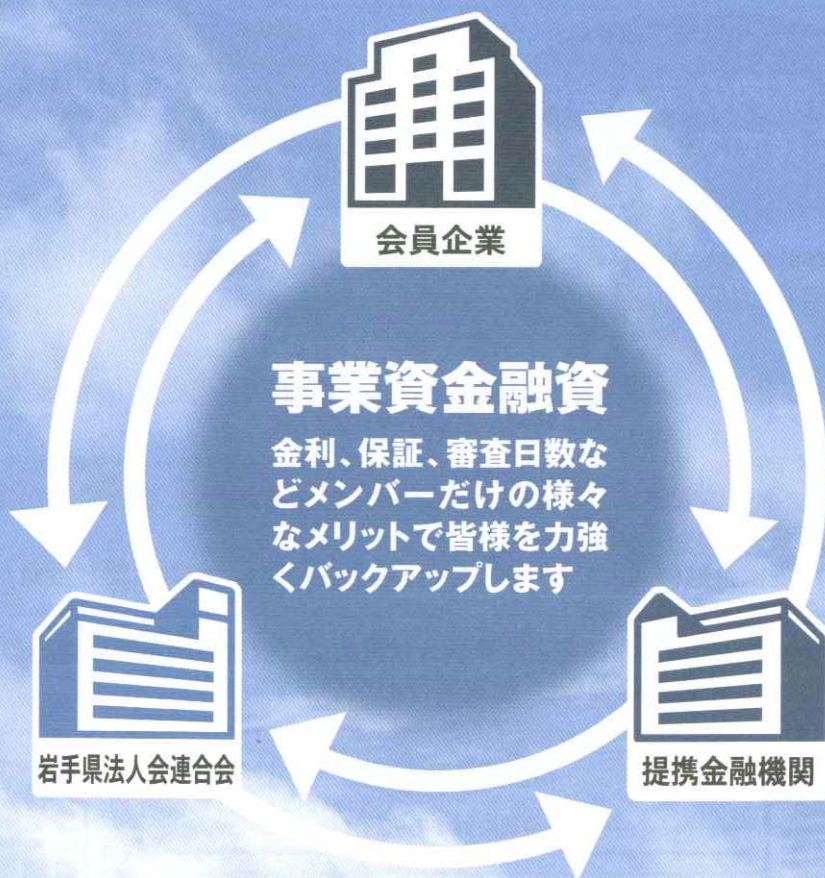 会員企業
事業資金融資
金利、保証、審査日数な
どメンバーだけの様々
なメリットで皆様を力強
くバックアップします
岩手県法人会連合会
提携金融機関